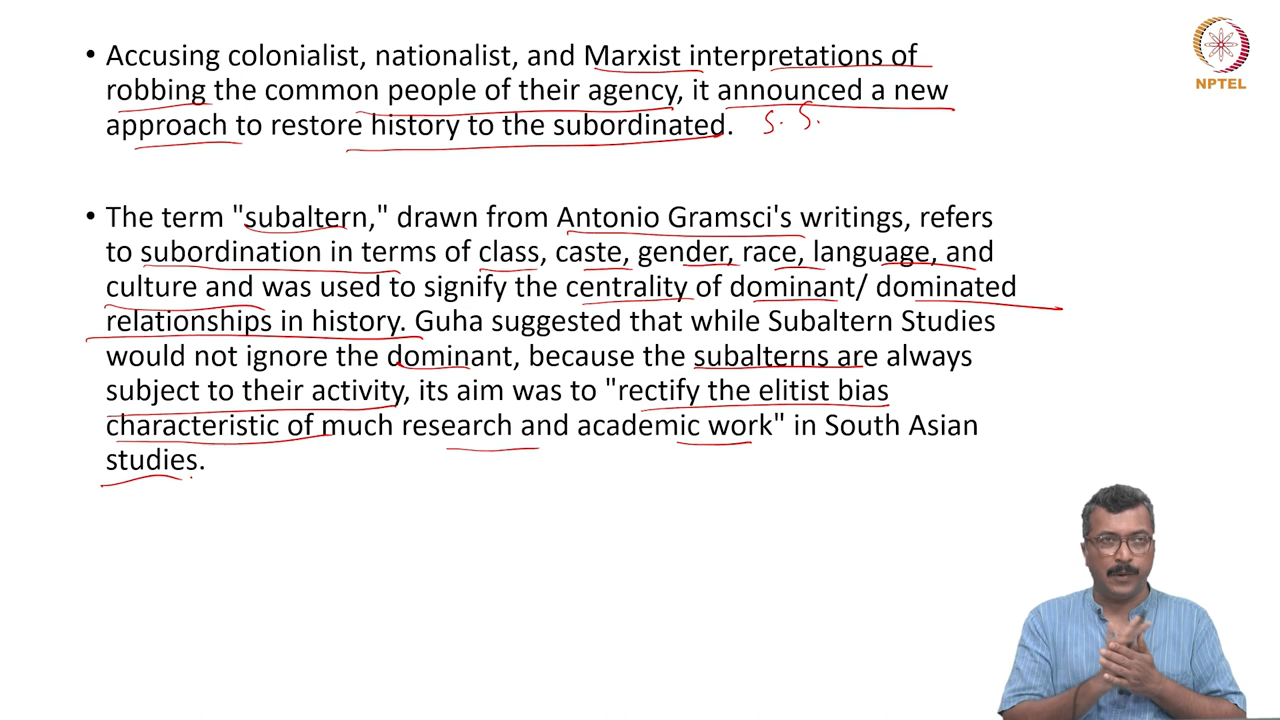 • Accusing colonialist, nationalist, and Marxist interpretations of
robbing the common people of their agency, it announced a new
approach to restore history to the subordinated. S. S.
• The term "subaltern," drawn from Antonio Gramsci's writings, refers
to subordination in terms of class, caste, gender, race, language, and
culture and was used to signify the centrality of dominant/ dominated
relationships in history. Guha suggested that while Subaltern Studies
would not ignore the dominant, because the subalterns are always
subject to their activity, its aim was to "rectify the elitist bias
characteristic of much research and academic work" in South Asian
studies.
NPTEL